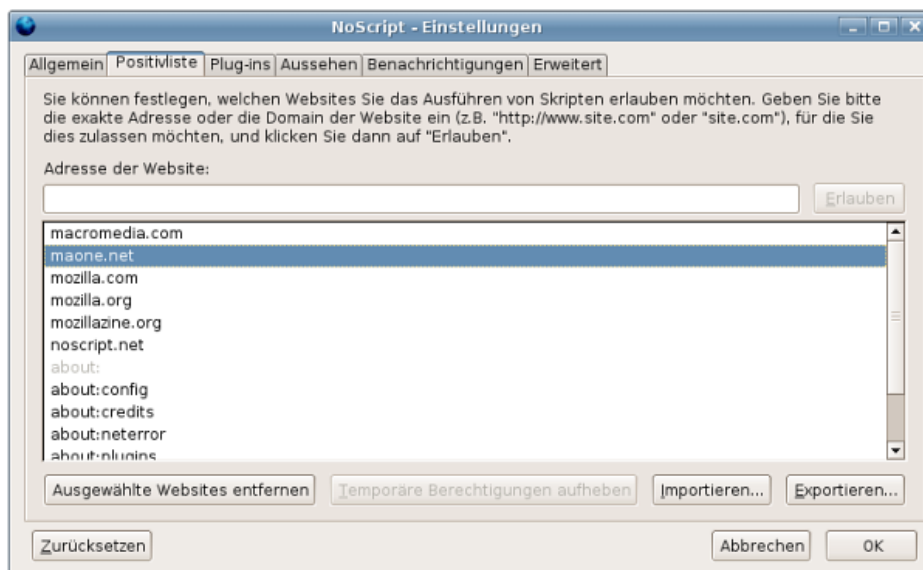 NoScript - Einstellungen
Allgemein Positivliste Plug-ins Aussehen Benachrichtigungen Erweitert
Sie können festlegen, welchen Websites Sie das Ausführen von Skripten erlauben möchten. Geben Sie bitte
die exakte Adresse oder die Domain der Website ein (z.B. "http://www.site.com" oder "site.com"), für die Sie
dies zulassen möchten, und klicken Sie dann auf "Erlauben".
Adresse der Website:
Erlauben
macromedia.com
maone.net
mozilla.com
mozilla.org
mozillazine.org
noscript.net
about:
about:config
about:credits
about:neterror
about:plugins
Ausgewählte Websites entfernen Temporäre Berechtigungen aufheben Importieren... Exportieren...
Zurücksetzen Abbrechen OK